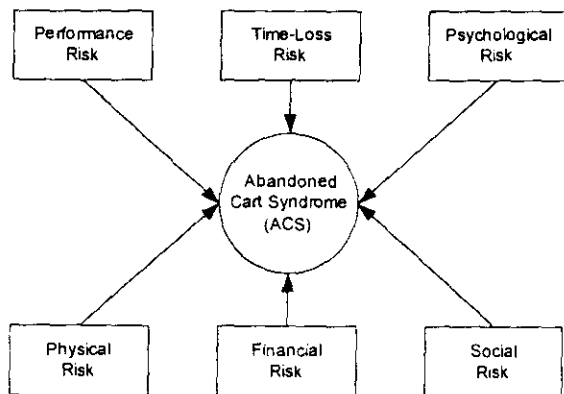 Performance
Risk
Time-Loss
Risk
Psychological
Risk
Abandoned
Cart Syndrome
(ACS)
Physical
Risk
Financial
Risk
Social
Risk